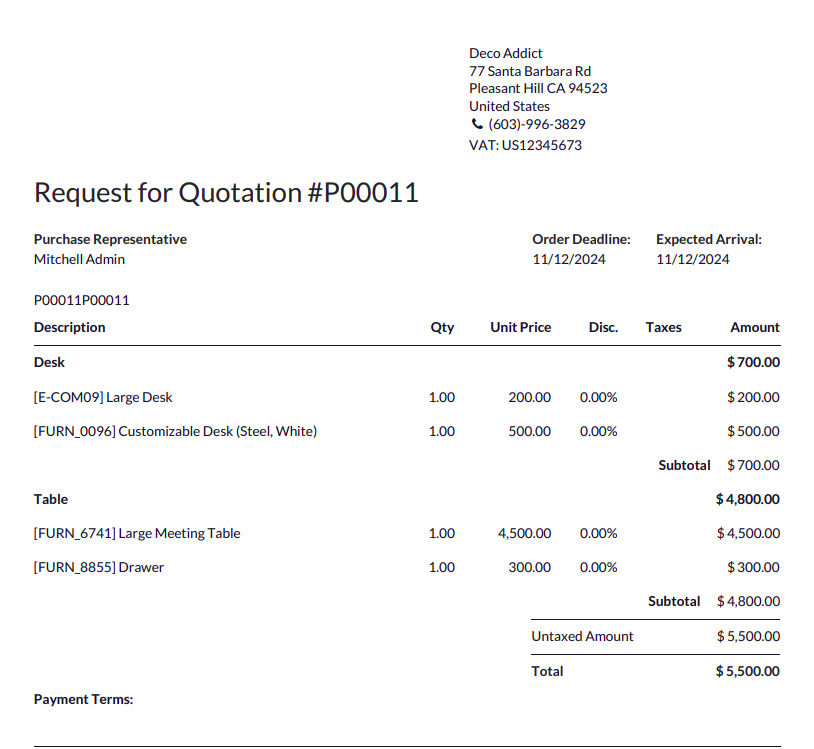 Deco Addict
77 Santa Barbara Rd
Pleasant Hill CA 94523
United States
(603)-996-3829
VAT: US12345673
Request for Quotation #P00011
Purchase Representative Order Deadline: Expected Arrival:
Mitchell Admin 11/12/2024 11/12/2024
P00011P00011
Description Qty Unit Price Disc. Taxes Amount
Desk $ 700.00
[E-COM09] Large Desk 1.00 200.00 0.00% $ 200.00
[FURN_0096] Customizable Desk (Steel, White) 1.00 500.00 0.00% $ 500.00
Subtotal $ 700.00
Table $ 4,800.00
[FURN_6741] Large Meeting Table 1.00 4,500.00 0.00% $ 4,500.00
[FURN_8855] Drawer 1.00 300.00 0.00% $ 300.00
Subtotal $ 4,800.00
Untaxed Amount $ 5,500.00
Total $ 5,500.00
Payment Terms: